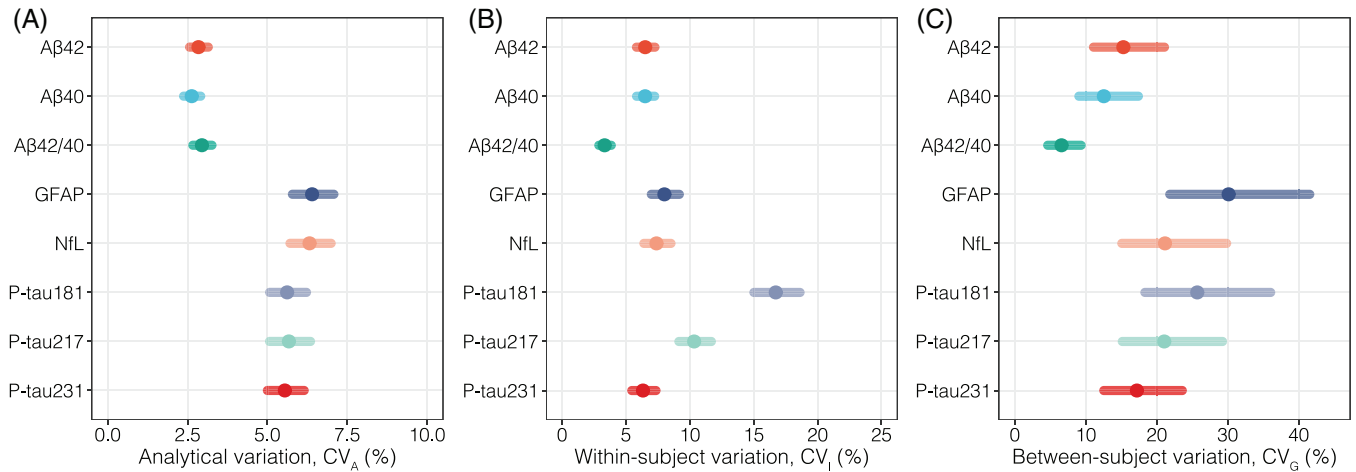 (A)
Aβ42
Aβ40
Aβ42/40
GFAP
NfL
P-tau181
P-tau217
P-tau231
0.0 2.5 5.0 7.5 10.0
Analytical variation, CV_A (%)
(B)
Aβ42
Aβ40
Aβ42/40
GFAP
NfL
P-tau181
P-tau217
P-tau231
0 5 10 15 20 25
Within-subject variation, CV_I (%)
(C)
Aβ42
Aβ40
Aβ42/40
GFAP
NfL
P-tau181
P-tau217
P-tau231
0 10 20 30 40
Between-subject variation, CV_G (%)